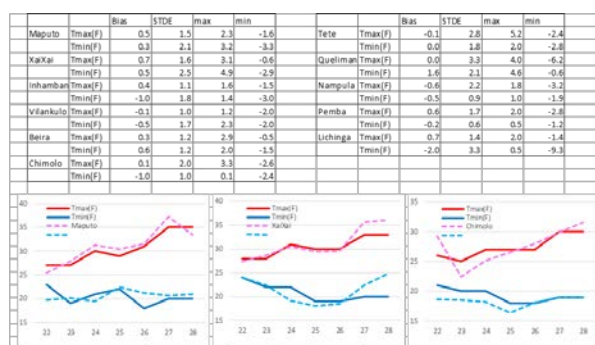 Bias STDE max min Bias STDE max min
Maputo Tmax(F) 0.5 1.5 2.3 -1.6 Tete Tmax(F) -0.1 2.8 5.2 -2.4
Tmin(F) 0.3 2.1 3.2 -3.3 Tmin(F) 0.0 1.8 2.0 -2.8
XaiXai Tmax(F) 0.7 1.6 3.1 -0.6 Queliman Tmax(F) 0.0 3.3 4.0 -6.2
Tmin(F) 0.5 2.5 4.9 -2.9 Tmin(F) 1.6 2.1 4.6 -0.6
Inhamban Tmax(F) 0.4 1.1 1.6 -1.5 Nampula Tmax(F) -0.6 2.2 1.8 -3.2
Tmin(F) -1.0 1.8 1.4 -3.0 Tmin(F) -0.5 0.9 1.0 -1.9
Vilankulo Tmax(F) -0.1 1.0 1.2 -2.0 Pemba Tmax(F) 0.6 1.7 2.0 -2.8
Tmin(F) -0.5 1.7 2.3 -2.0 Tmin(F) -0.2 0.6 0.5 -1.2
Beira Tmax(F) 0.3 1.2 2.9 -0.5 Lichinga Tmax(F) 0.7 1.4 2.0 -1.4
Tmin(F) 0.6 1.2 2.0 -1.5 Tmin(F) -2.0 3.3 0.5 -9.3
Chimolo Tmax(F) 0.1 2.0 3.3 -2.6
Tmin(F) -1.0 1.0 0.1 -2.4
40
35
30
25
20
15
Tmax(F)
Tmin(F)
Maputo
22 23 24 25 26 27 28
40
35
30
25
20
15
Tmax(F)
Tmin(F)
XaiXai
22 23 24 25 26 27 28
35
30
25
20
15
Tmax(F)
Tmin(F)
Chimolo
22 23 24 25 26 27 28